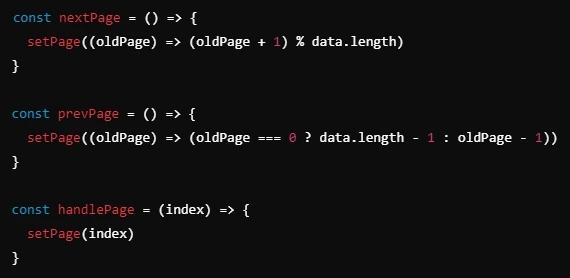 const nextPage = () => {
  setPage((oldPage) => (oldPage + 1) % data.length)
}

const prevPage = () => {
  setPage((oldPage) => (oldPage === 0 ? data.length - 1 : oldPage - 1))
}

const handlePage = (index) => {
  setPage(index)
}